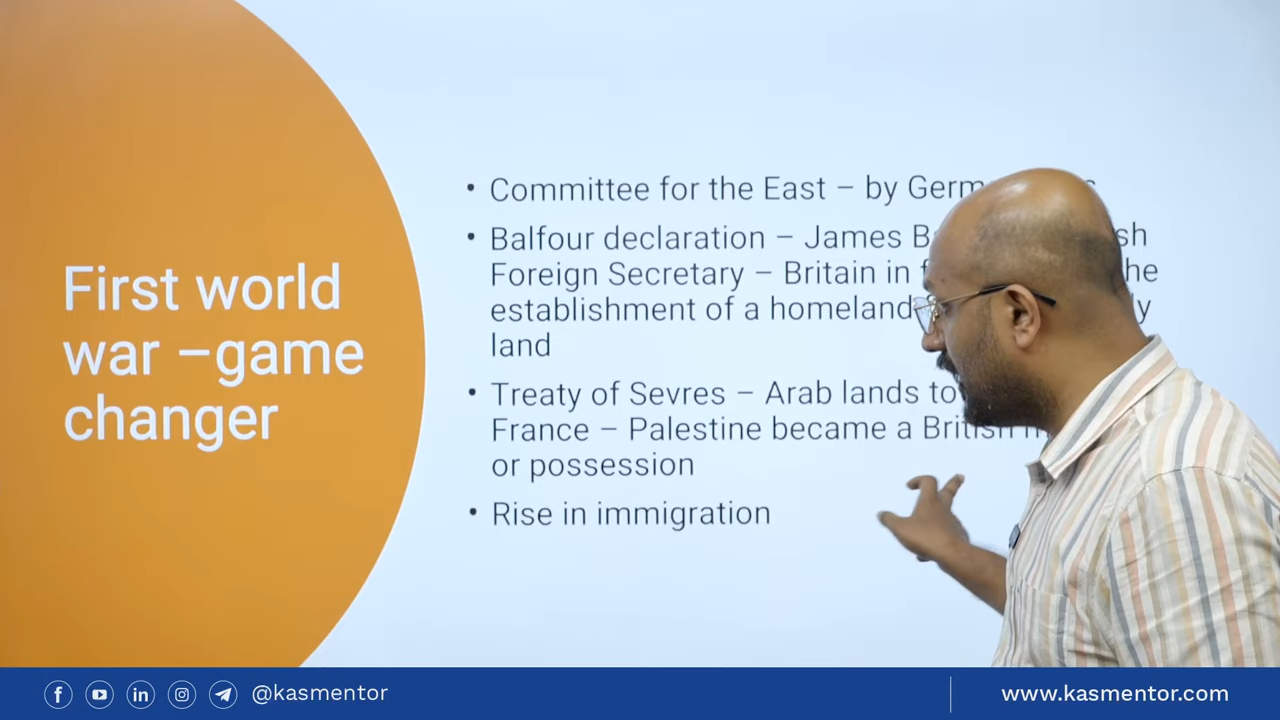 First world
war –game
changer
• Committee for the East – by
• Balfour declaration – James
Foreign Secretary – Britain in
establishment of a homeland
land
• Treaty of Sevres – Arab lands to
France – Palestine became a British
or possession
• Rise in immigration
@kasmentor
www.kasmentor.com